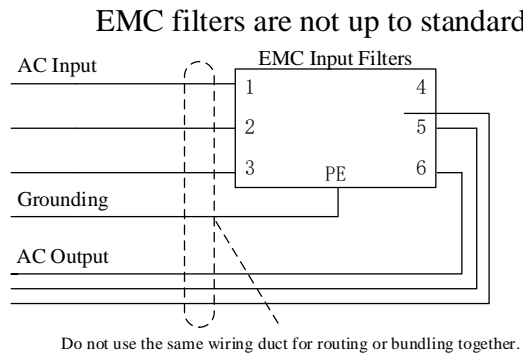 EMC filters are not up to standard
AC Input
EMC Input Filters
1
4
2
5
3
6
PE
Grounding
AC Output
Do not use the same wiring duct for routing or bundling together.